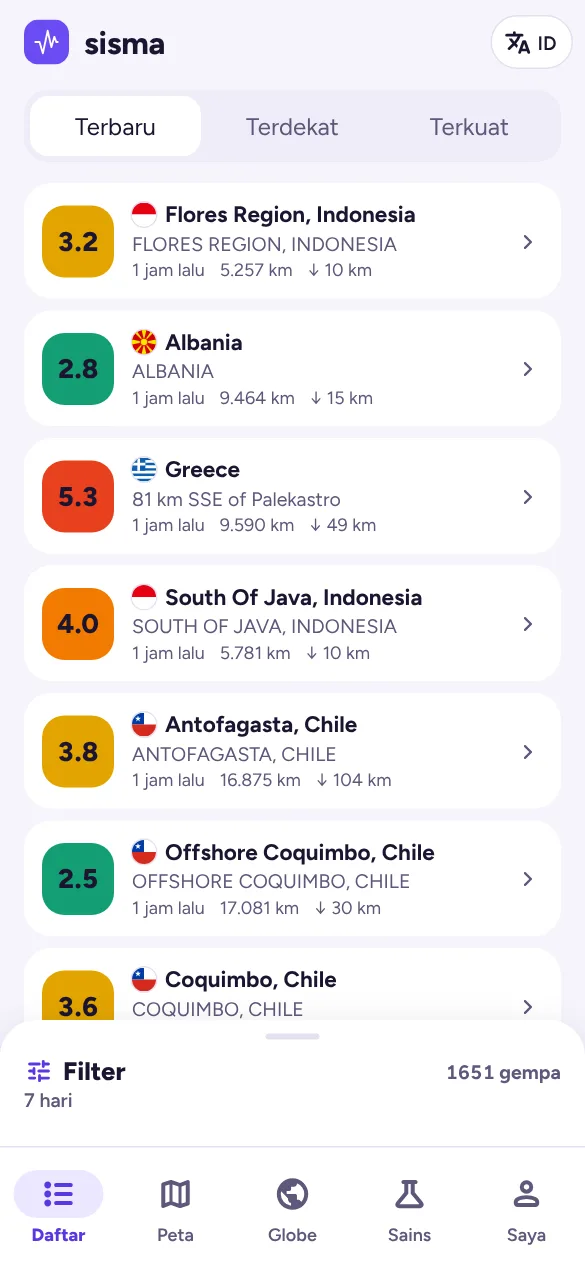 sisma
ID
Terbaru
Terdekat
Terkuat
3.2
Flores Region, Indonesia
FLORES REGION, INDONESIA
1 jam lalu 5.257 km ↓ 10 km
2.8
Albania
ALBANIA
1 jam lalu 9.464 km ↓ 15 km
5.3
Greece
81 km SSE of Palekastro
1 jam lalu 9.590 km ↓ 49 km
4.0
South Of Java, Indonesia
SOUTH OF JAVA, INDONESIA
1 jam lalu 5.781 km ↓ 10 km
3.8
Antofagasta, Chile
ANTOFAGASTA, CHILE
1 jam lalu 16.875 km ↓ 104 km
2.5
Offshore Coquimbo, Chile
OFFSHORE COQUIMBO, CHILE
1 jam lalu 17.081 km ↓ 30 km
3.6
Coquimbo, Chile
COQUIMBO, CHILE
Filter
1651 gempa
7 hari
Daftar
Peta
Globe
Sains
Saya